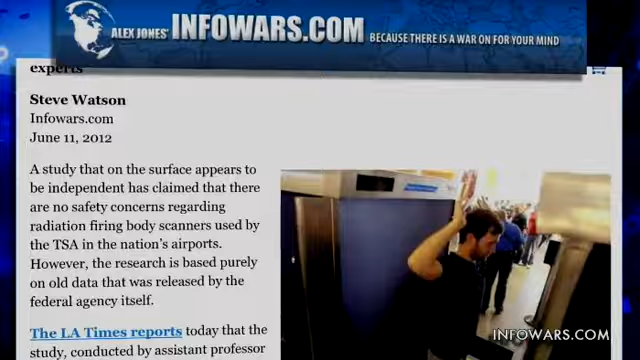 ALEX JONES' INFOWARS.COM BECAUSE THERE IS A WAR ON FOR YOUR MIND
experts
Steve Watson
Infowars.com
June 11, 2012
A study that on the surface appears to
be independent has claimed that there
are no safety concerns regarding
radiation firing body scanners used by
the TSA in the nation's airports.
However, the research is based purely
on old data that was released by the
federal agency itself.
The LA Times reports today that the
study, conducted by assistant professor
INFOWARS.COM